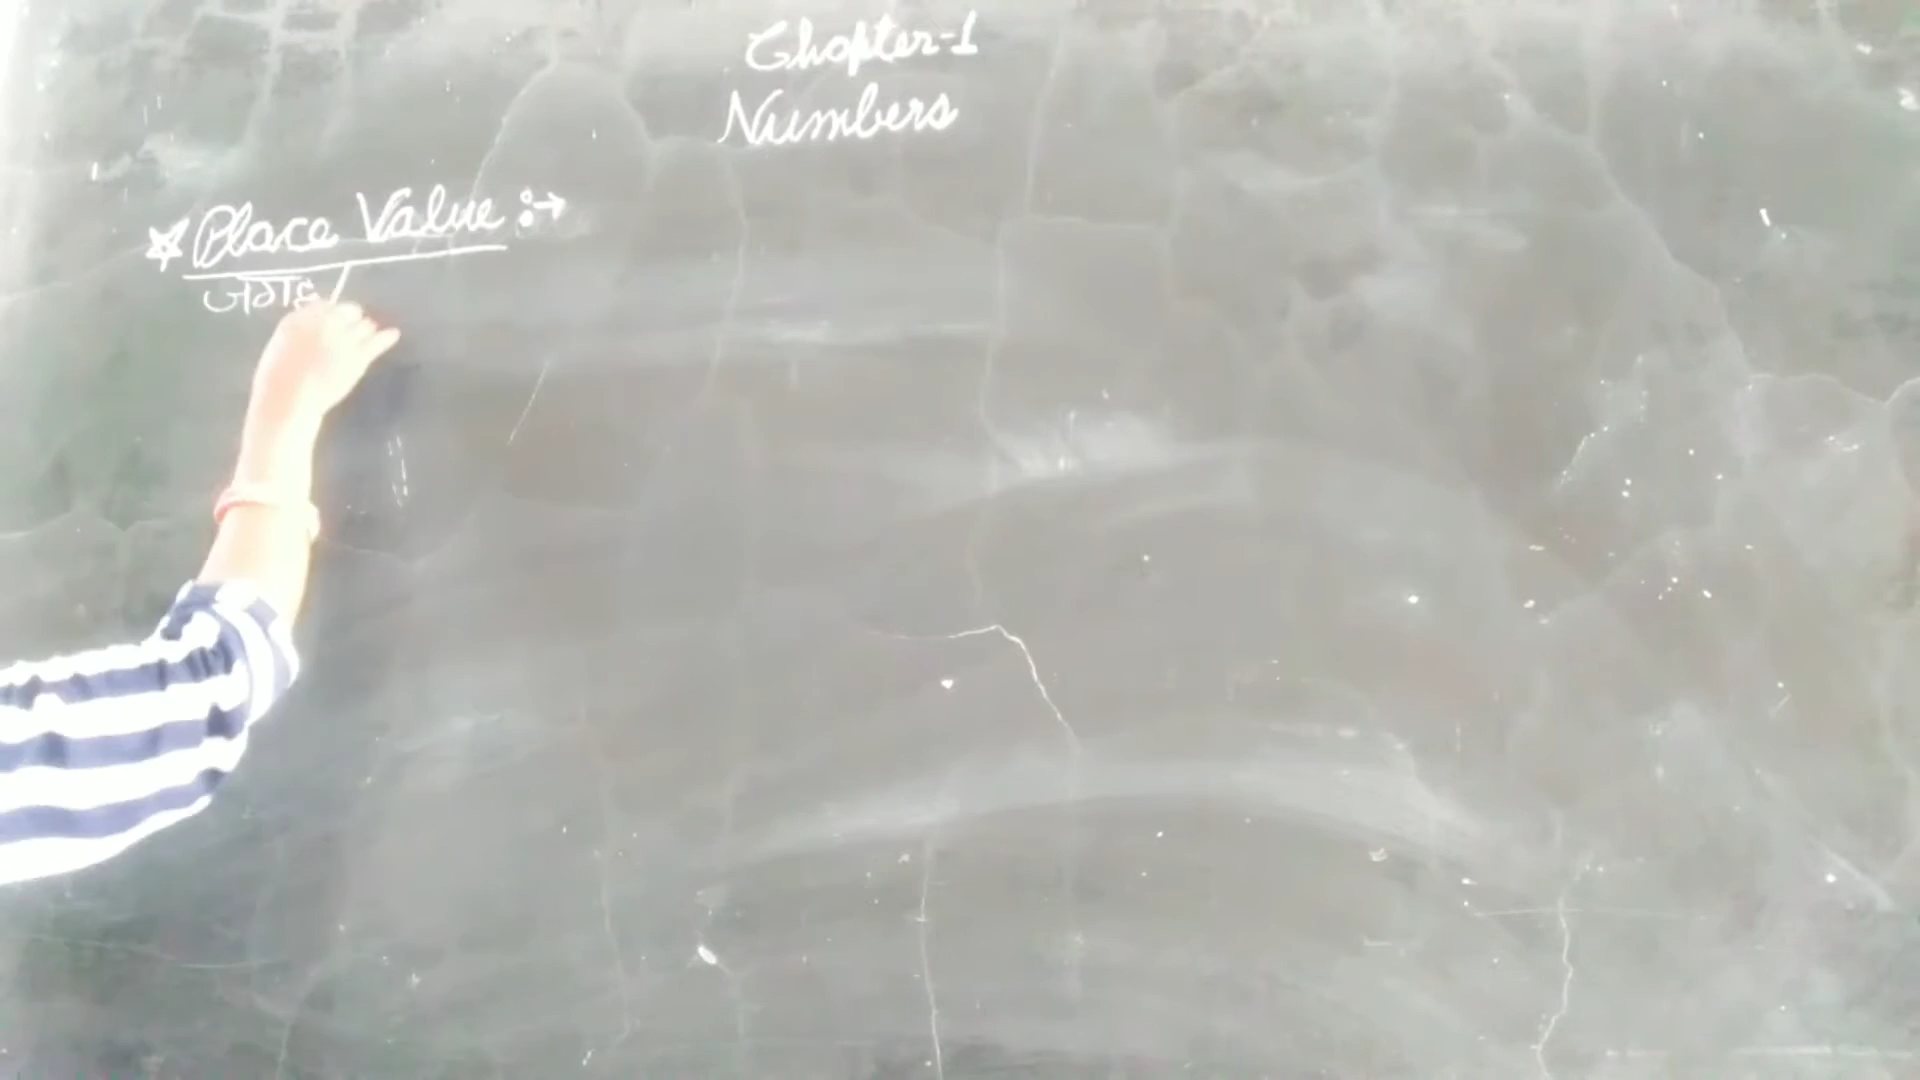 Chapter-1
Numbers
☆ Place Value :→
जगह /